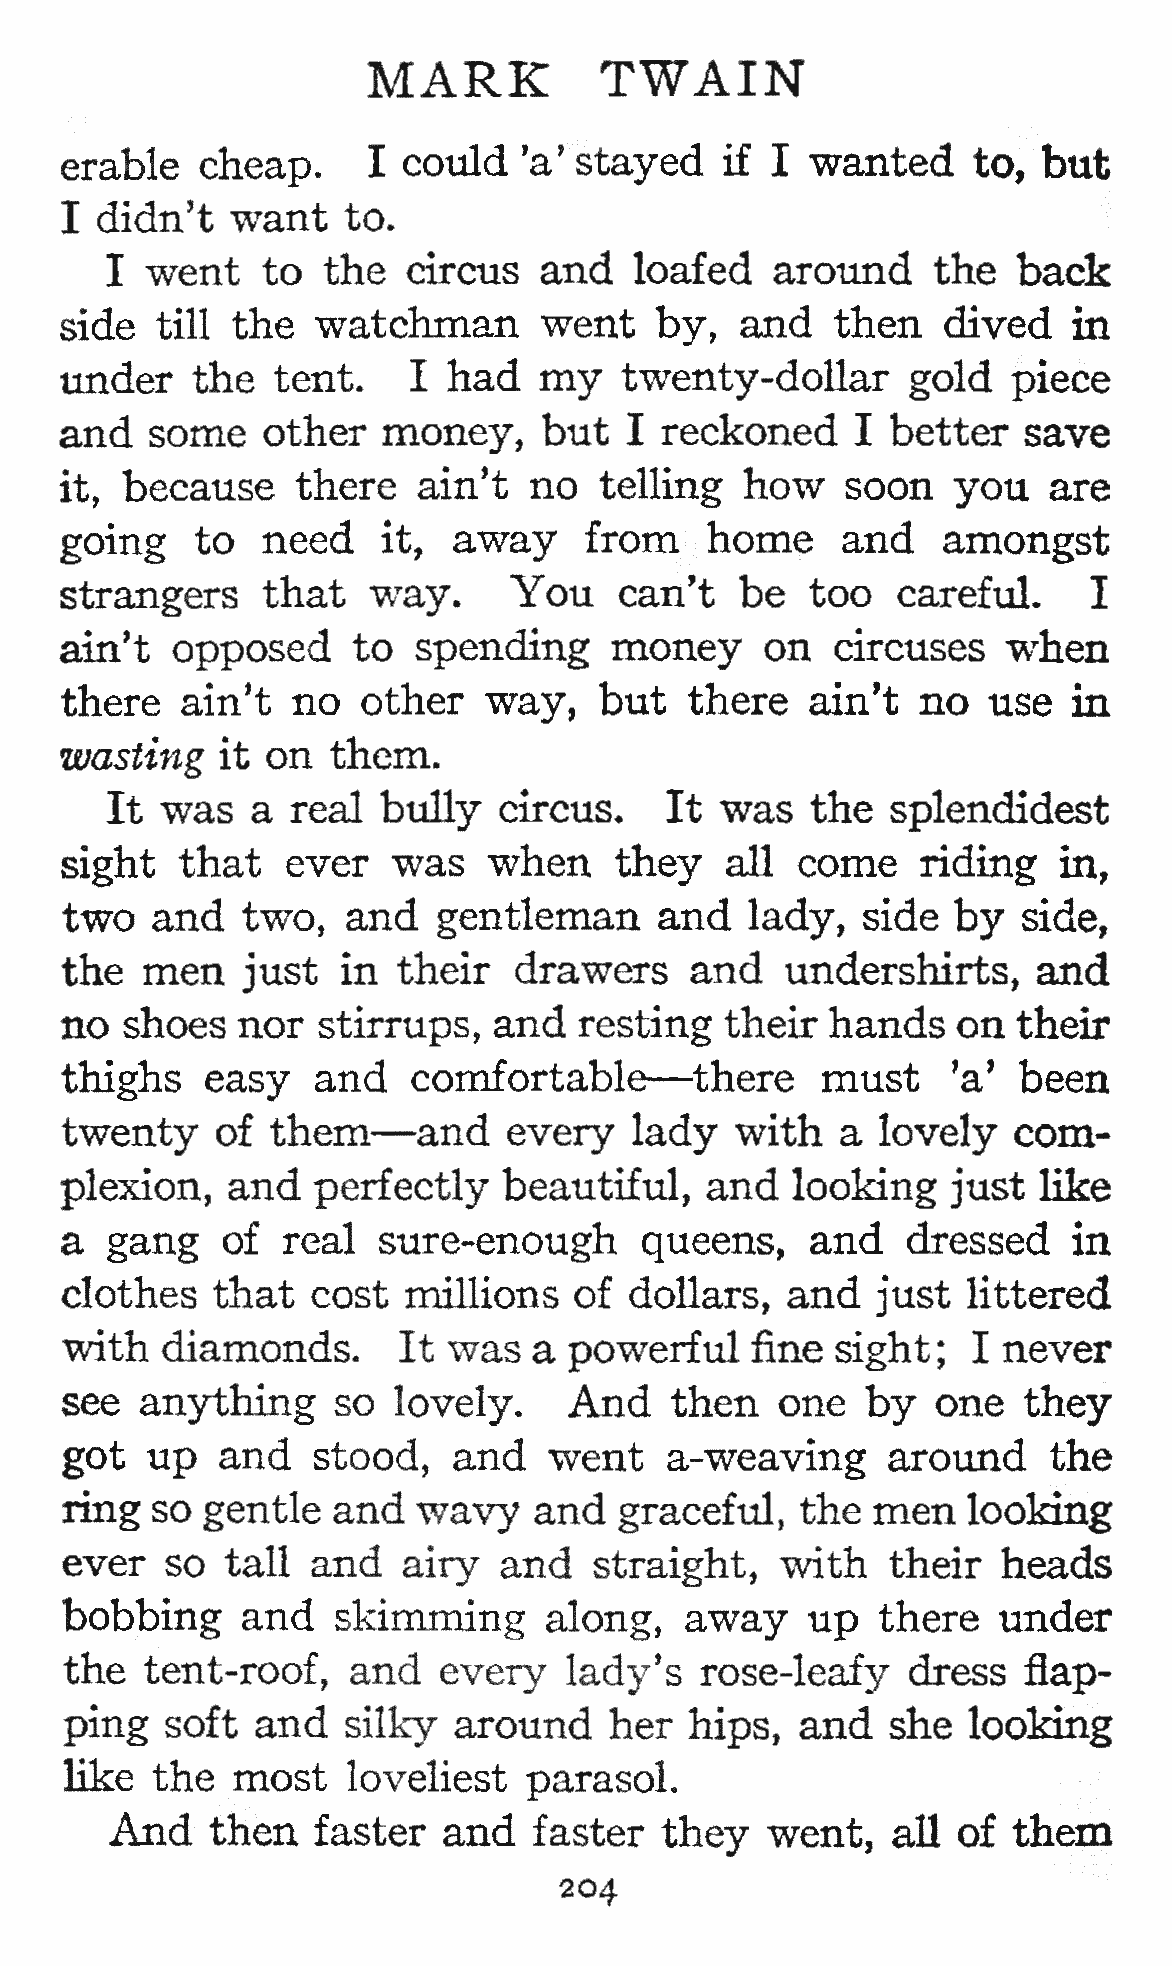 MARK TWAIN
erable cheap. I could 'a' stayed if I wanted to, but
I didn't want to.
I went to the circus and loafed around the back
side till the watchman went by, and then dived in
under the tent. I had my twenty-dollar gold piece
and some other money, but I reckoned I better save
it, because there ain't no telling how soon you are
going to need it, away from home and amongst
strangers that way. You can't be too careful. I
ain't opposed to spending money on circuses when
there ain't no other way, but there ain't no use in
wasting it on them.
It was a real bully circus. It was the splendidest
sight that ever was when they all come riding in,
two and two, and gentleman and lady, side by side,
the men just in their drawers and undershirts, and
no shoes nor stirrups, and resting their hands on their
thighs easy and comfortable—there must 'a' been
twenty of them—and every lady with a lovely com-
plexion, and perfectly beautiful, and looking just like
a gang of real sure-enough queens, and dressed in
clothes that cost millions of dollars, and just littered
with diamonds. It was a powerful fine sight; I never
see anything so lovely. And then one by one they
got up and stood, and went a-weaving around the
ring so gentle and wavy and graceful, the men looking
ever so tall and airy and straight, with their heads
bobbing and skimming along, away up there under
the tent-roof, and every lady's rose-leafy dress flap-
ping soft and silky around her hips, and she looking
like the most loveliest parasol.
And then faster and faster they went, all of them
204